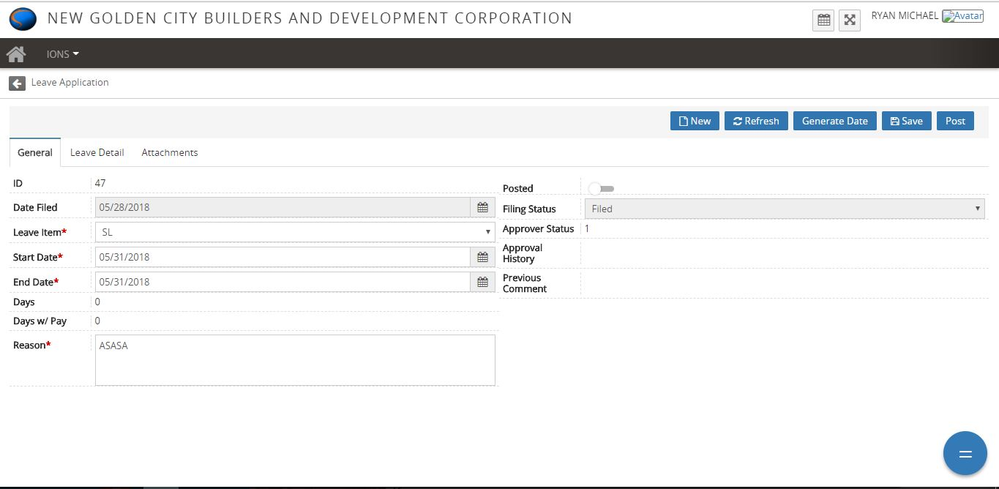 NEW GOLDEN CITY BUILDERS AND DEVELOPMENT CORPORATION
RYAN MICHAEL Avatar
IONS
Leave Application
New Refresh Generate Date Save Post
General Leave Detail Attachments
ID 47
Date Filed 05/28/2018
Leave Item* SL
Start Date* 05/31/2018
End Date* 05/31/2018
Days 0
Days w/ Pay 0
Reason* ASASA
Posted
Filing Status Filed
Approver Status 1
Approval
History
Previous
Comment